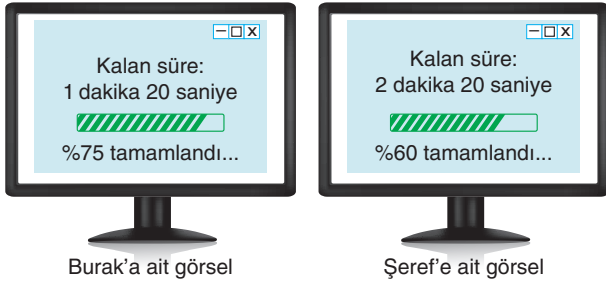 Kalan süre:
1 dakika 20 saniye
%75 tamamlandı...
Burak'a ait görsel
Kalan süre:
2 dakika 20 saniye
%60 tamamlandı...
Şeref'e ait görsel